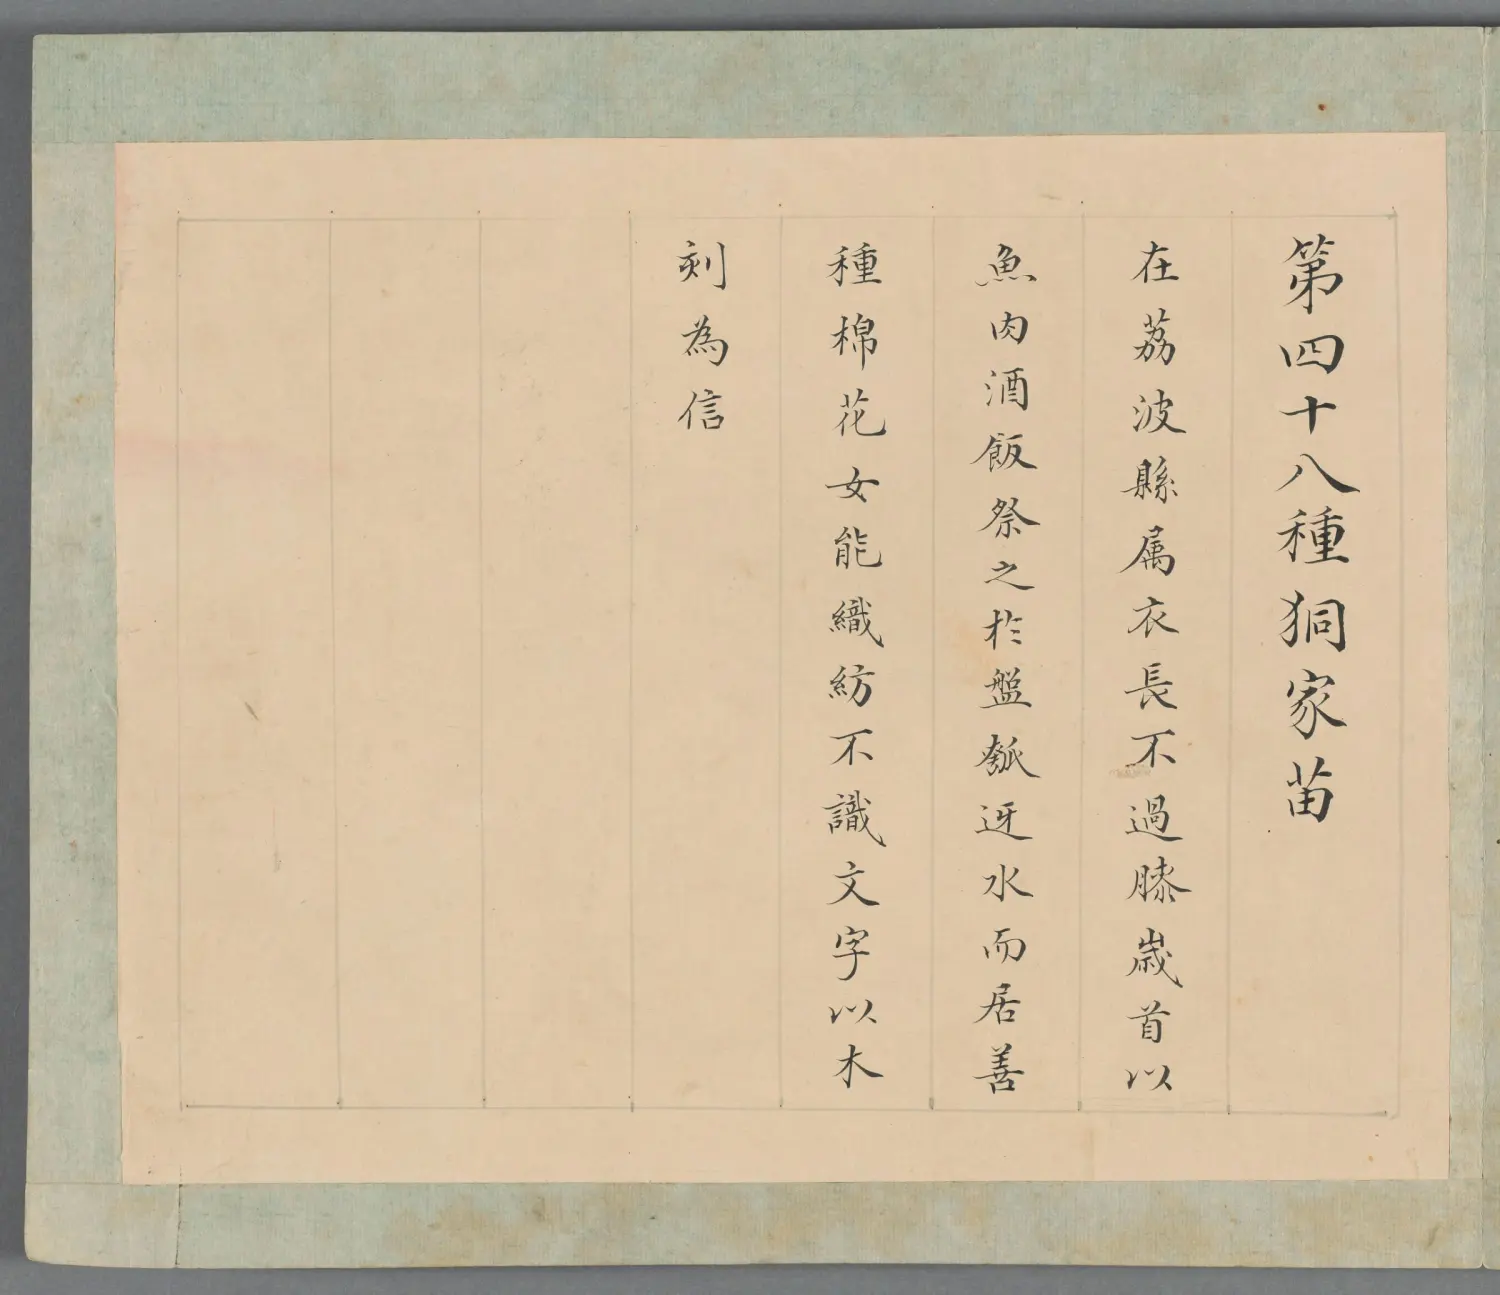 第四十八種狪家苗
在荔波縣属衣長不過膝歲首以
魚肉酒飯祭之於盤瓠迓水而居善
種棉花女能織紡不識文字以木
刻為信